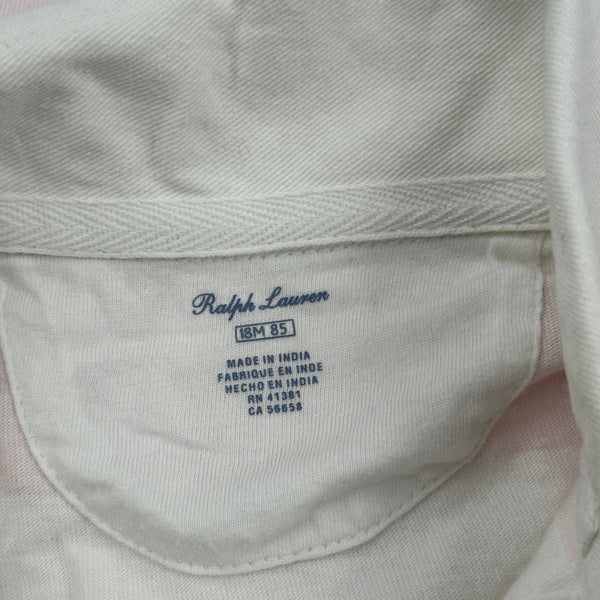 Ralph Lauren
18M 85
MADE IN INDIA
FABRIQUE EN INDE
HECHO EN INDIA
RN 41381
CA 56658